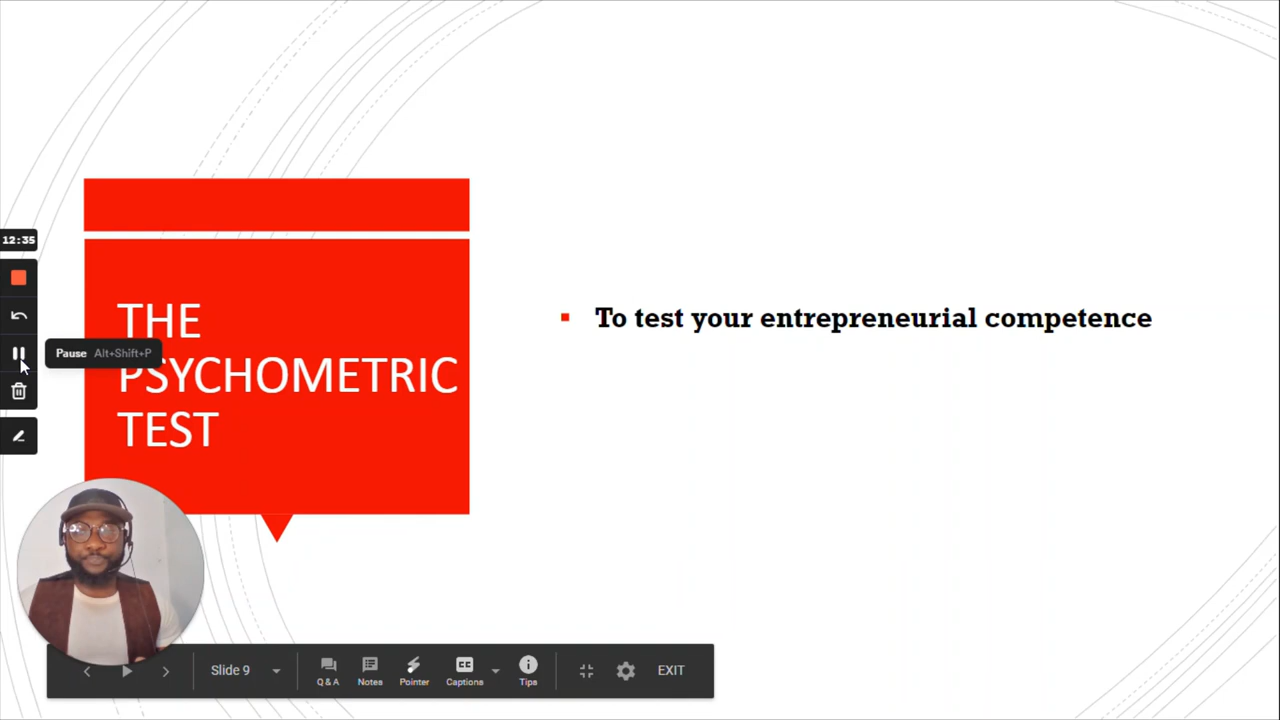 THE
PSYCHOMETRIC
TEST
▪ To test your entrepreneurial competence
12:35
Pause Alt+Shift+P
Slide 9
Q & A
Notes
Pointer
CC
Captions
Tips
EXIT